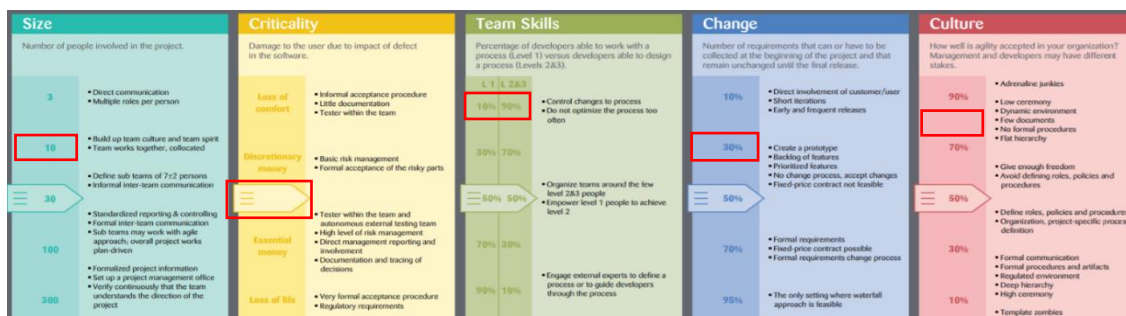 Size
Number of people involved in the project.
3
• Direct communication
• Multiple roles per person
10
• Build up team culture and team spirit
• Team works together, collocated
• Define sub teams of 7±2 persons
• Informal inter-team communication
30
• Standardized reporting & controlling
• Formal inter-team communication
• Sub teams may work with agile
approach; overall project works
plan-driven
100
• Formalized project information
• Set up a project management office
• Verify continuously that the team
understands the direction of the
project
300
Criticality
Damage to the user due to impact of defect
in the software.
Loss of
comfort
• Informal acceptance procedure
• Little documentation
• Tester within the team
Discretionary
money
• Basic risk management
• Formal acceptance of the risky parts
• Tester within the team and
autonomous external testing team
• High level of risk management
• Direct management reporting and
involvement
• Documentation and tracing of
decisions
Essential
money
Loss of life
• Very formal acceptance procedure
• Regulatory requirements
Team Skills
Percentage of developers able to work with a
process (Level 1) versus developers able to design
a process (Levels 2&3).
L 1 L 2&3
10% 90%
• Control changes to process
• Do not optimize the process too
often
30% 70%
• Organize teams around the few
level 2&3 people
• Empower level 1 people to achieve
level 2
50% 50%
70% 30%
• Engage external experts to define a
process or to guide developers
through the process
90% 10%
Change
Number of requirements that can or have to be
collected at the beginning of the project and that
remain unchanged until the final release.
10%
• Direct involvement of customer/user
• Short iterations
• Early and frequent releases
30%
• Create a prototype
• Backlog of features
• Prioritized features
• No change process, accept changes
• Fixed-price contract not feasible
50%
70%
• Formal requirements
• Fixed-price contract possible
• Formal requirements change process
95%
• The only setting where waterfall
approach is feasible
Culture
How well is agility accepted in your organization?
Management and developers may have different
stakes.
• Adrenaline junkies
90%
• Low ceremony
• Dynamic environment
• Few documents
• No formal procedures
• Flat hierarchy
70%
• Give enough freedom
• Avoid defining roles, policies and
procedures
50%
• Define roles, policies and procedures
• Organization, project-specific process
definition
30%
• Formal communication
• Formal procedures and artifacts
• Regulated environment
• Deep hierarchy
• High ceremony
10%
• Template zombies